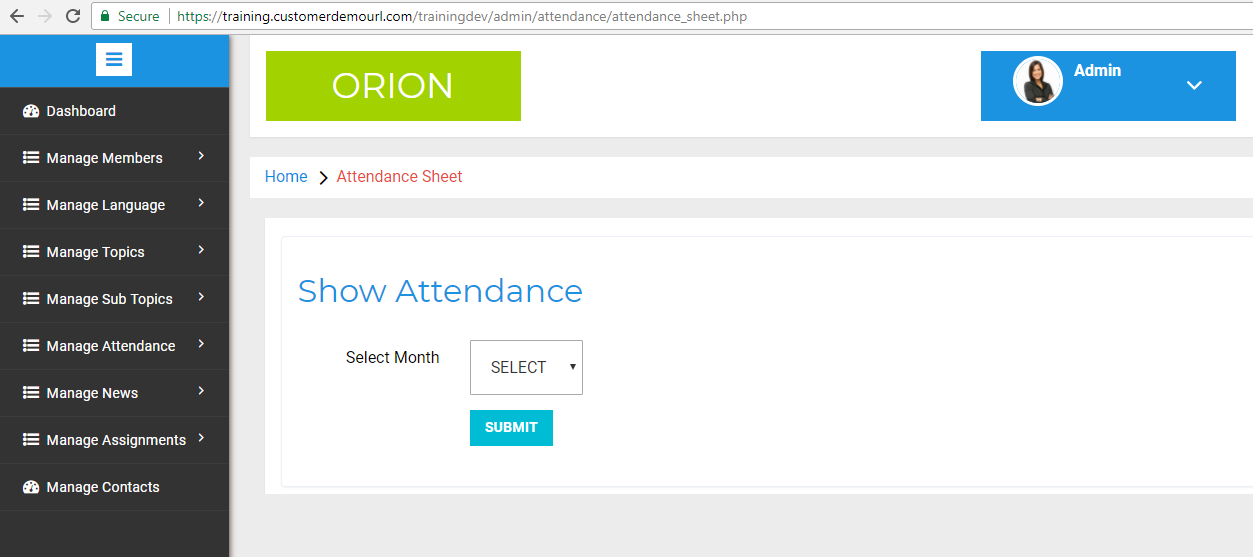 Secure
https://training.customerdemourl.com/trainingdev/admin/attendance/attendance_sheet.php
Dashboard
Manage Members
Manage Language
Manage Topics
Manage Sub Topics
Manage Attendance
Manage News
Manage Assignments
Manage Contacts
ORION
Admin
Home
Attendance Sheet
Show Attendance
Select Month
SELECT
SUBMIT